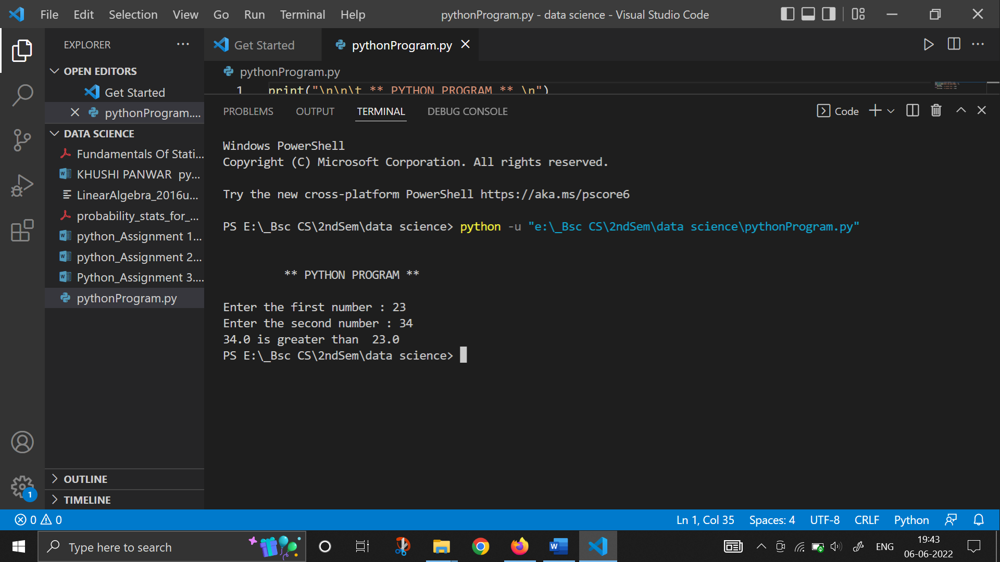 File Edit Selection View Go Run Terminal Help
pythonProgram.py - data science - Visual Studio Code
EXPLORER
OPEN EDITORS
Get Started
pythonProgram....
DATA SCIENCE
Fundamentals Of Stati...
KHUSHI PANWAR py...
LinearAlgebra_2016u...
probability_stats_for_...
python_Assignment 1...
python_Assignment 2...
Python_Assignment 3....
pythonProgram.py
OUTLINE
TIMELINE
Get Started
pythonProgram.py
pythonProgram.py
1 print("\n\n\t ** PYTHON PROGRAM ** \n")
PROBLEMS OUTPUT TERMINAL DEBUG CONSOLE
Code
Windows PowerShell
Copyright (C) Microsoft Corporation. All rights reserved.
Try the new cross-platform PowerShell https://aka.ms/pscore6
PS E:\_Bsc CS\2ndSem\data science> python -u "e:\_Bsc CS\2ndSem\data science\pythonProgram.py"
** PYTHON PROGRAM **
Enter the first number : 23
Enter the second number : 34
34.0 is greater than  23.0
PS E:\_Bsc CS\2ndSem\data science>
1
0 0
Ln 1, Col 35 Spaces: 4 UTF-8 CRLF Python
Type here to search
W
ENG
19:43
06-06-2022